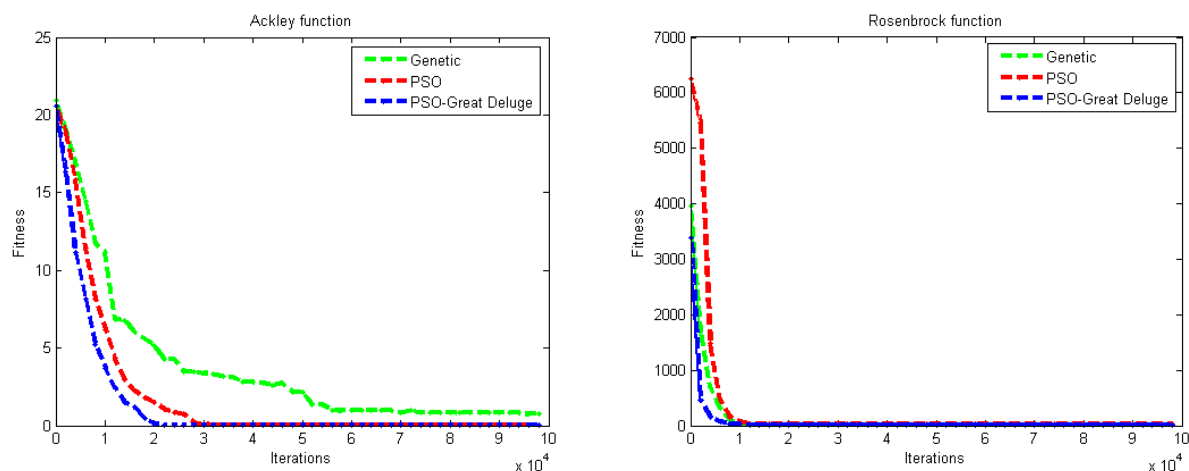 Ackley function
25
20
15
10
5
0
Fitness
0 1 2 3 4 5 6 7 8 9 10
Iterations
x 10^4
Genetic
PSO
PSO-Great Deluge
Rosenbrock function
7000
6000
5000
4000
3000
2000
1000
0
Fitness
0 1 2 3 4 5 6 7 8 9 10
Iterations
x 10^4
Genetic
PSO
PSO-Great Deluge